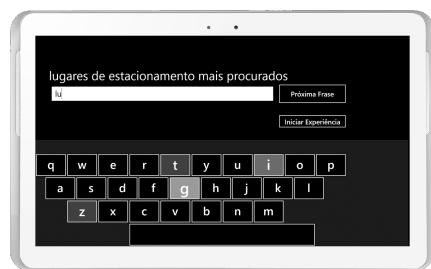 lugares de estacionamento mais procurados
lu
Próxima Frase
Iniciar Experiência
q w e r t y u i o p
a s d f g h j k l
z x c v b n m